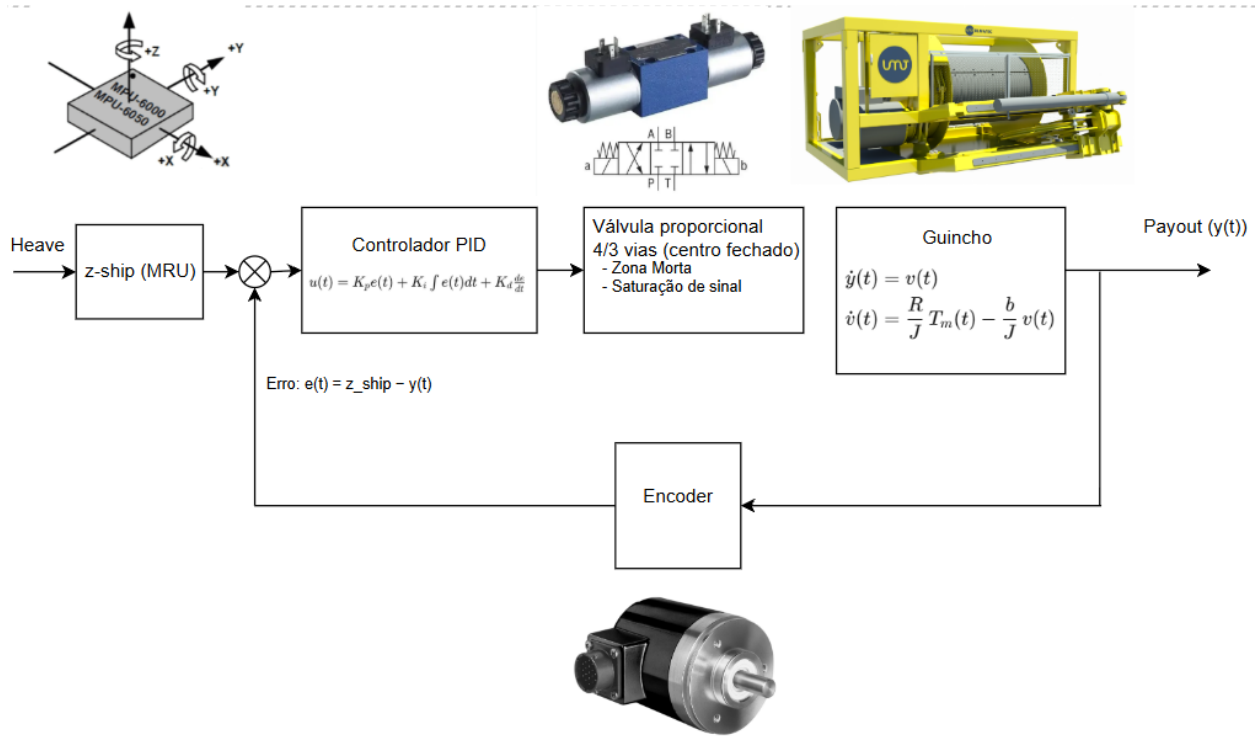 +Z
+Y
+Y
MPU-6000
MPU-6050
+X
+X
A B
a
b
P T
Heave
z-ship (MRU)
Controlador PID
u(t) = K_p e(t) + K_i ∫ e(t)dt + K_d de/dt
Válvula proporcional
4/3 vias (centro fechado)
- Zona Morta
- Saturação de sinal
Guincho
ẏ(t) = v(t)
v̇(t) = R/J T_m(t) − b/J v(t)
Payout (y(t))
Erro: e(t) = z_ship − y(t)
Encoder